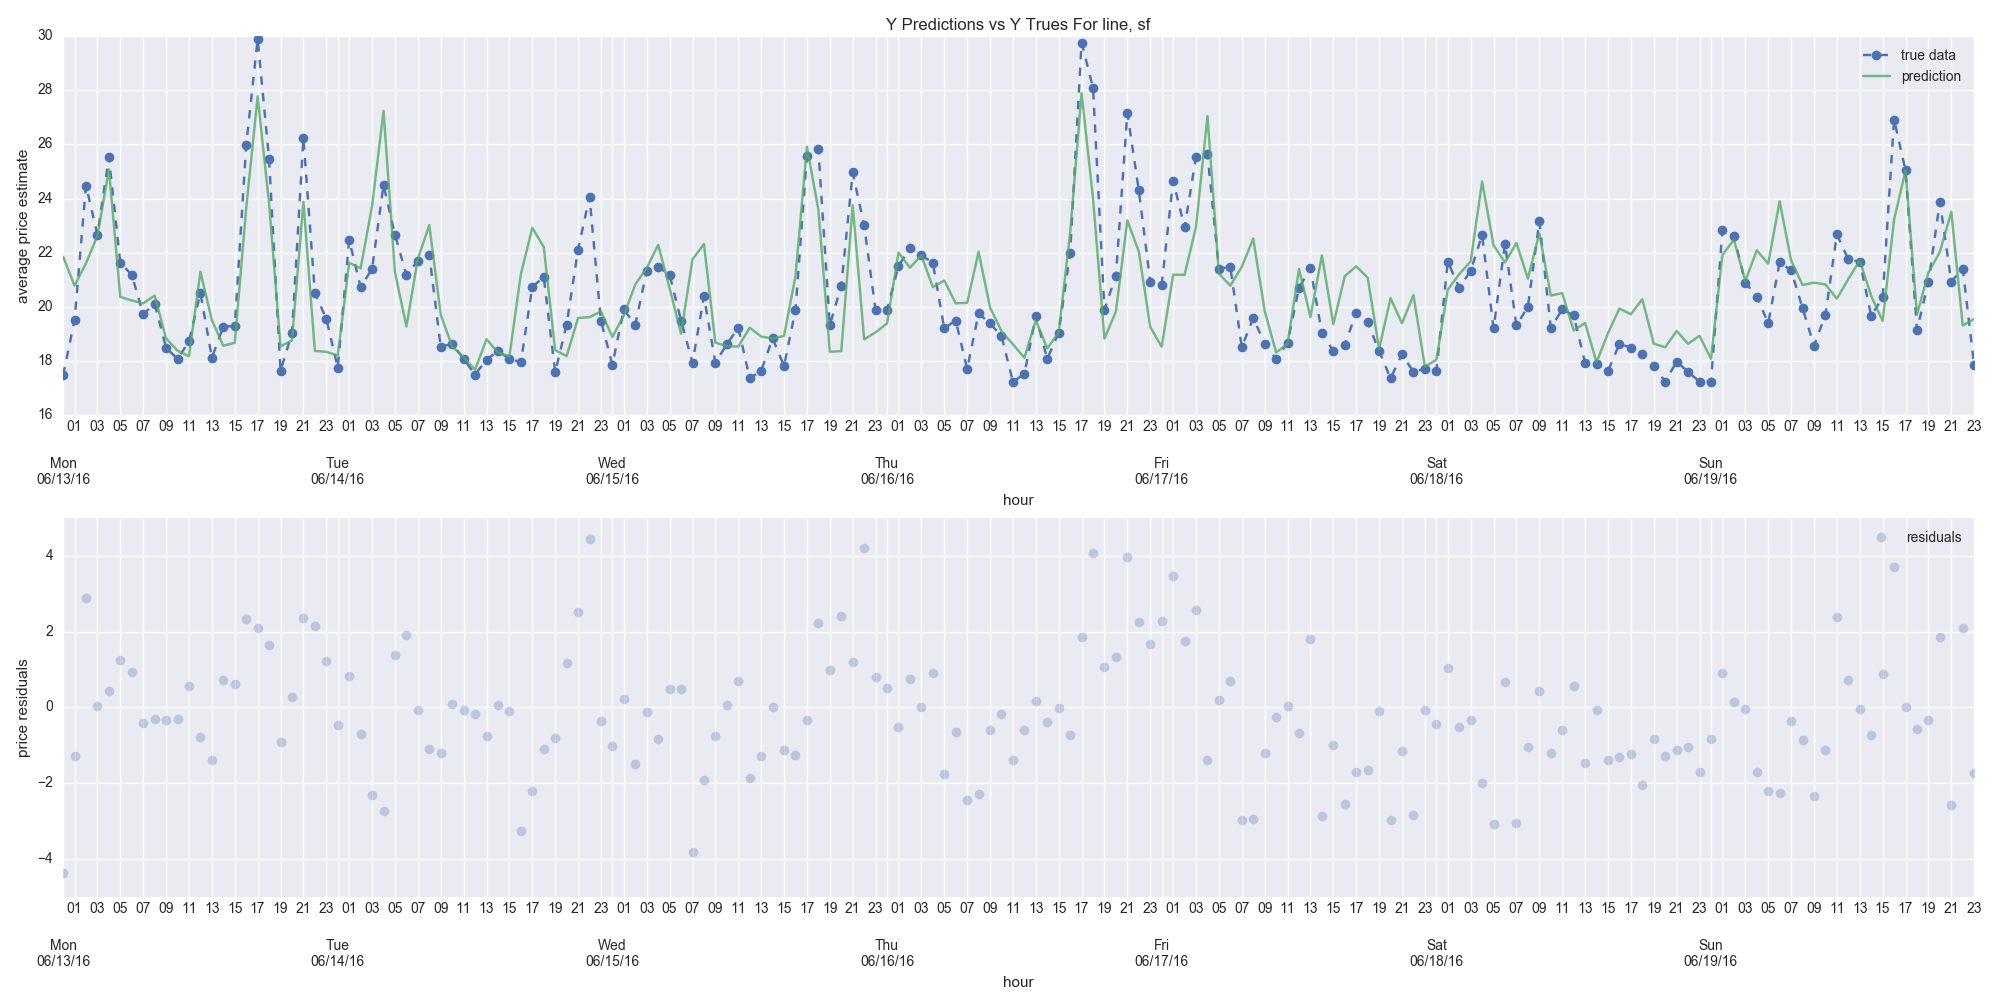 Y Predictions vs Y Trues For line, sf
30
28
26
24
22
20
18
16
average price estimate
true data
prediction
01 03 05 07 09 11 13 15 17 19 21 23 01 03 05 07 09 11 13 15 17 19 21 23 01 03 05 07 09 11 13 15 17 19 21 23 01 03 05 07 09 11 13 15 17 19 21 23 01 03 05 07 09 11 13 15 17 19 21 23 01 03 05 07 09 11 13 15 17 19 21 23 01 03 05 07 09 11 13 15 17 19 21 23
Mon Tue Wed Thu Fri Sat Sun
06/13/16 06/14/16 06/15/16 06/16/16 06/17/16 06/18/16 06/19/16
hour
4
2
0
−2
−4
price residuals
residuals
01 03 05 07 09 11 13 15 17 19 21 23 01 03 05 07 09 11 13 15 17 19 21 23 01 03 05 07 09 11 13 15 17 19 21 23 01 03 05 07 09 11 13 15 17 19 21 23 01 03 05 07 09 11 13 15 17 19 21 23 01 03 05 07 09 11 13 15 17 19 21 23 01 03 05 07 09 11 13 15 17 19 21 23
Mon Tue Wed Thu Fri Sat Sun
06/13/16 06/14/16 06/15/16 06/16/16 06/17/16 06/18/16 06/19/16
hour